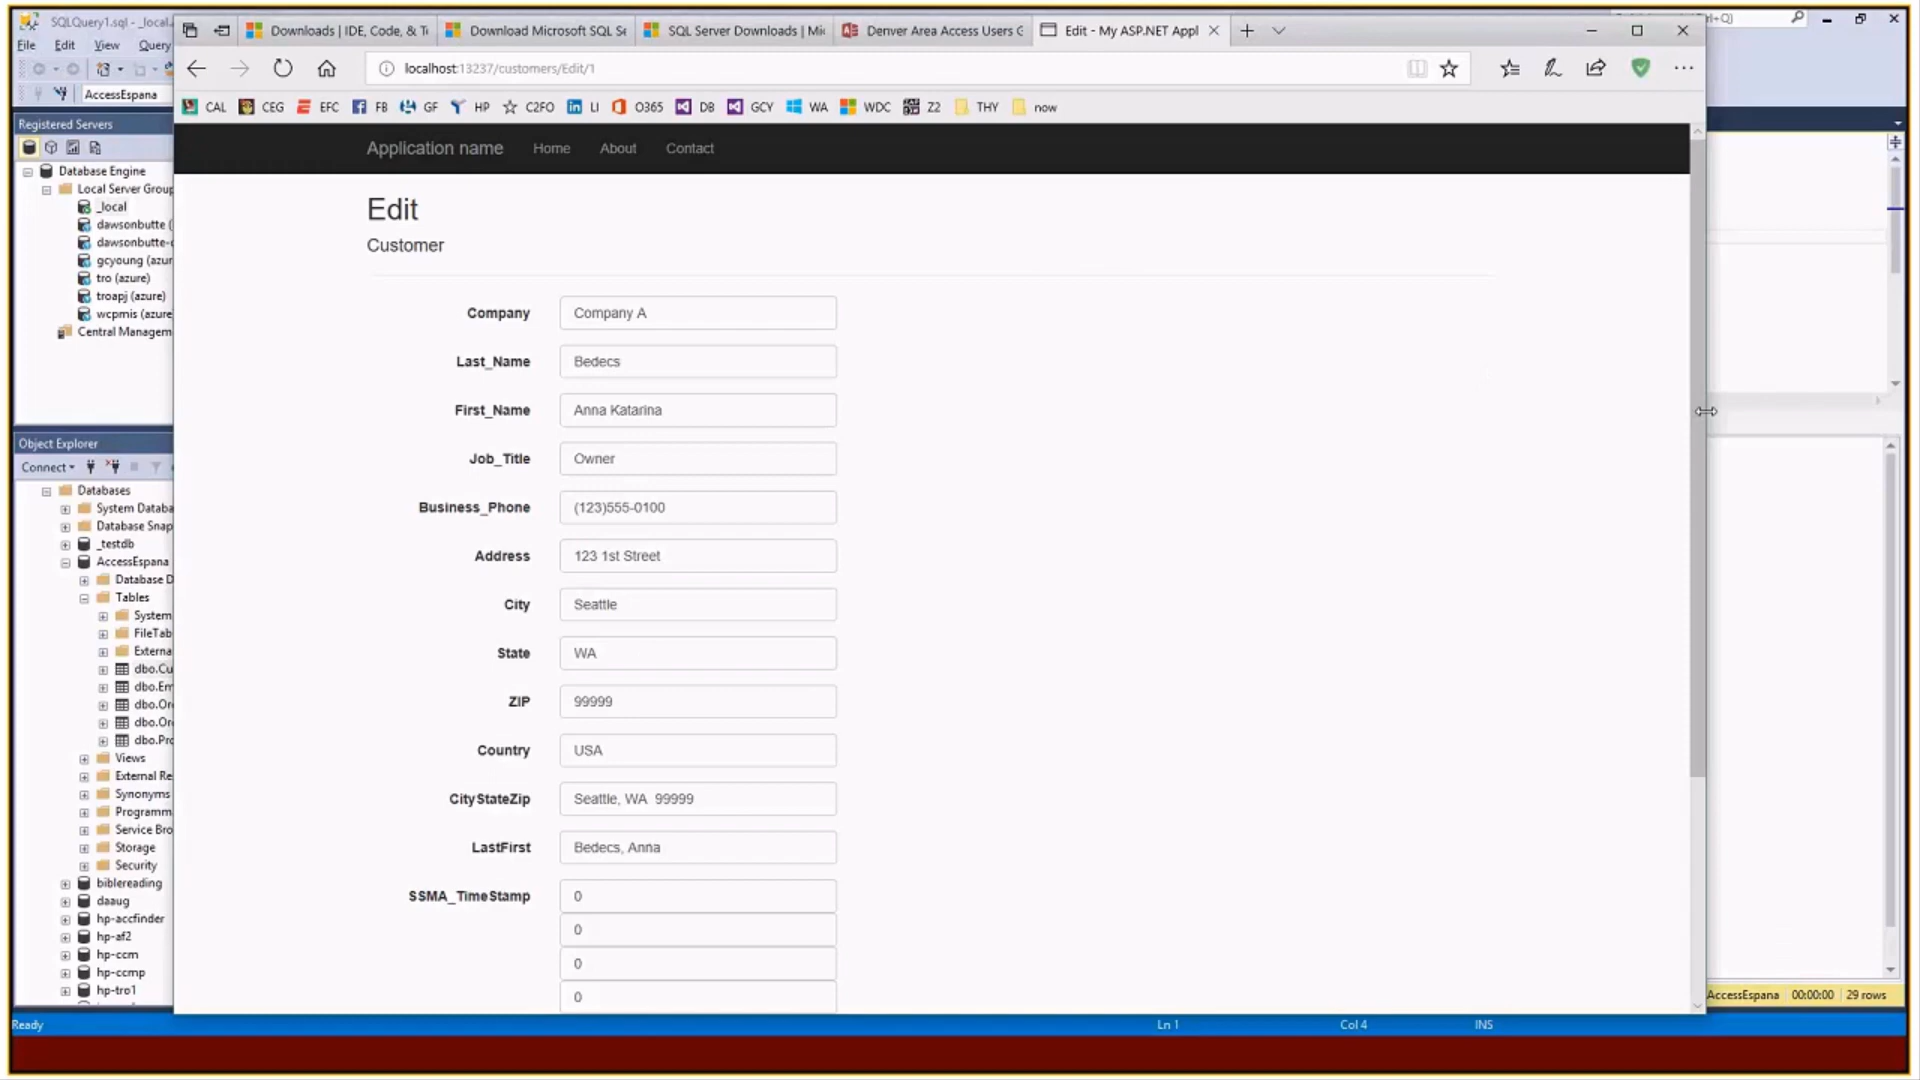 SQLQuery1.sql - _local.
File Edit View Query
AccessEspana
Registered Servers
Database Engine
Local Server Group
_local
dawsonbutte (
dawsonbutte-
gcyoung (azur
tro (azure)
troapj (azure)
wcpmis (azure
Central Managem
Object Explorer
Connect
Databases
System Databa
Database Snap
_testdb
AccessEspana
Database D
Tables
System
FileTab
Externa
dbo.Cu
dbo.Em
dbo.Or
dbo.Or
dbo.Pro
Views
External Re
Synonyms
Programm
Service Bro
Storage
Security
biblereading
daaug
hp-accfinder
hp-af2
hp-ccm
hp-ccmp
hp-tro1
Downloads | IDE, Code, & T
Download Microsoft SQL Se
SQL Server Downloads | Mi
Denver Area Access Users G
Edit - My ASP.NET Appl
localhost:13237/customers/Edit/1
CAL CEG EFC FB GF HP C2FO LI O365 DB GCY WA WDC Z2 THY now
Application name Home About Contact
Edit
Customer
Company Company A
Last_Name Bedecs
First_Name Anna Katarina
Job_Title Owner
Business_Phone (123)555-0100
Address 123 1st Street
City Seattle
State WA
ZIP 99999
Country USA
CityStateZip Seattle, WA  99999
LastFirst Bedecs, Anna
SSMA_TimeStamp 0
0
0
0
+Q)
AccessEspana 00:00:00 29 rows
Ready Ln 1 Col 4 INS